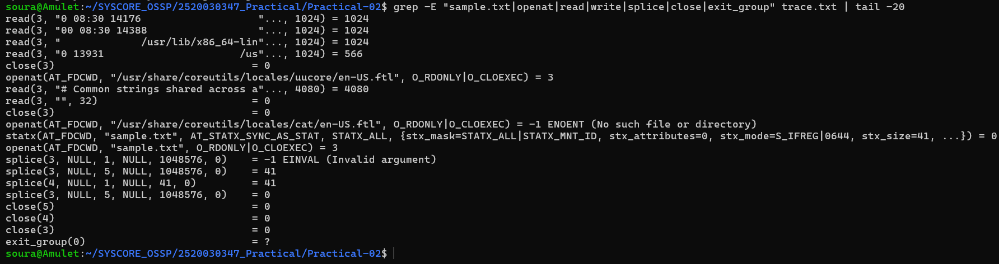 soura@Amulet:~/SYSCORE_OSSP/2520030347_Practical/Practical-02$ grep -E "sample.txt|openat|read|write|splice|close|exit_group" trace.txt | tail -20
read(3, "0 08:30 14176                   "..., 1024) = 1024
read(3, "00 08:30 14388                  "..., 1024) = 1024
read(3, "             /usr/lib/x86_64-lin"..., 1024) = 1024
read(3, "0 13931                      /us"..., 1024) = 566
close(3)                                = 0
openat(AT_FDCWD, "/usr/share/coreutils/locales/uucore/en-US.ftl", O_RDONLY|O_CLOEXEC) = 3
read(3, "# Common strings shared across a"..., 4080) = 4080
read(3, "", 32)                         = 0
close(3)                                = 0
openat(AT_FDCWD, "/usr/share/coreutils/locales/cat/en-US.ftl", O_RDONLY|O_CLOEXEC) = -1 ENOENT (No such file or directory)
statx(AT_FDCWD, "sample.txt", AT_STATX_SYNC_AS_STAT, STATX_ALL, {stx_mask=STATX_ALL|STATX_MNT_ID, stx_attributes=0, stx_mode=S_IFREG|0644, stx_size=41, ...}) = 0
openat(AT_FDCWD, "sample.txt", O_RDONLY|O_CLOEXEC) = 3
splice(3, NULL, 1, NULL, 1048576, 0)    = -1 EINVAL (Invalid argument)
splice(3, NULL, 5, NULL, 1048576, 0)    = 41
splice(4, NULL, 1, NULL, 41, 0)         = 41
splice(3, NULL, 5, NULL, 1048576, 0)    = 0
close(5)                                = 0
close(4)                                = 0
close(3)                                = 0
exit_group(0)                           = ?
soura@Amulet:~/SYSCORE_OSSP/2520030347_Practical/Practical-02$